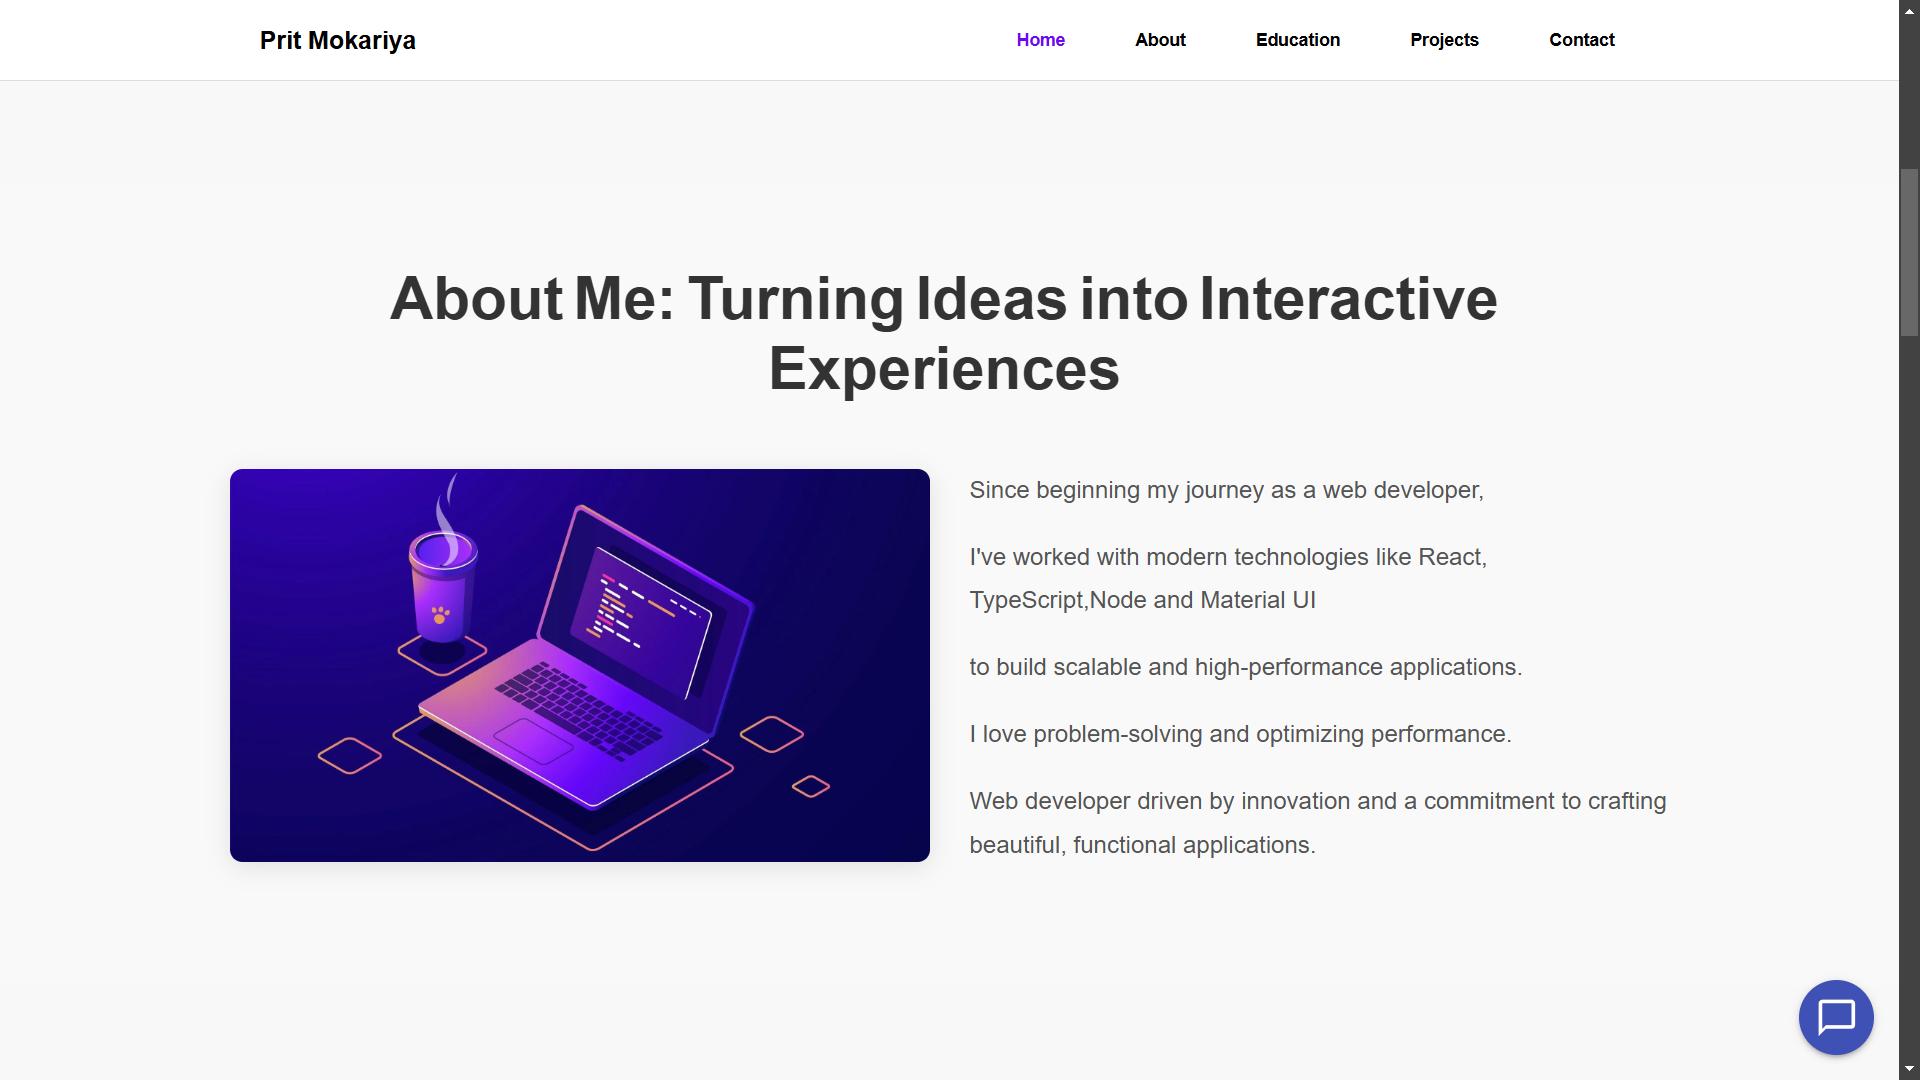 Prit Mokariya
Home About Education Projects Contact
About Me: Turning Ideas into Interactive
Experiences
Since beginning my journey as a web developer,
I've worked with modern technologies like React,
TypeScript,Node and Material UI
to build scalable and high-performance applications.
I love problem-solving and optimizing performance.
Web developer driven by innovation and a commitment to crafting
beautiful, functional applications.